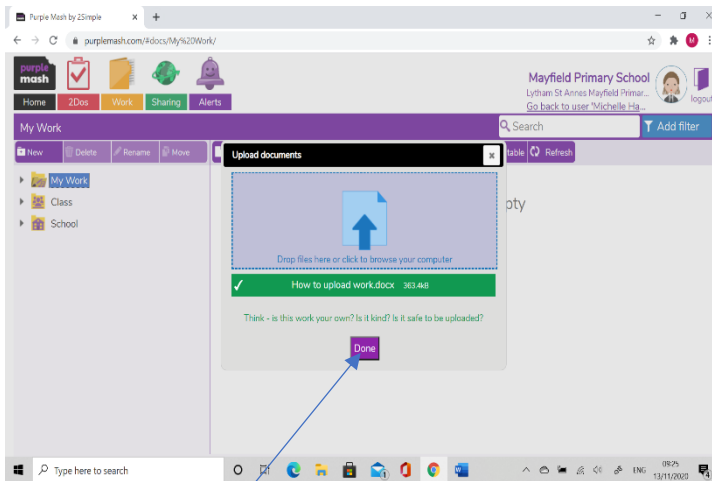 Purple Mash by 2Simple
purplemash.com/#docs/My%20Work/
M
purple
mash
Home
2Dos
Work
Sharing
Alerts
Mayfield Primary School
Lytham St Annes Mayfield Primar...
Go back to user 'Michelle Ha...
logout
My Work
Search
Add filter
New
Delete
Rename
Move
Upload documents
x
table
Refresh
My Work
Class
School
pty
Drop files here or click to browse your computer
How to upload work.docx 363.4kB
Think - is this work your own? Is it kind? Is it safe to be uploaded?
Done
Type here to search
ENG
09:25
13/11/2020